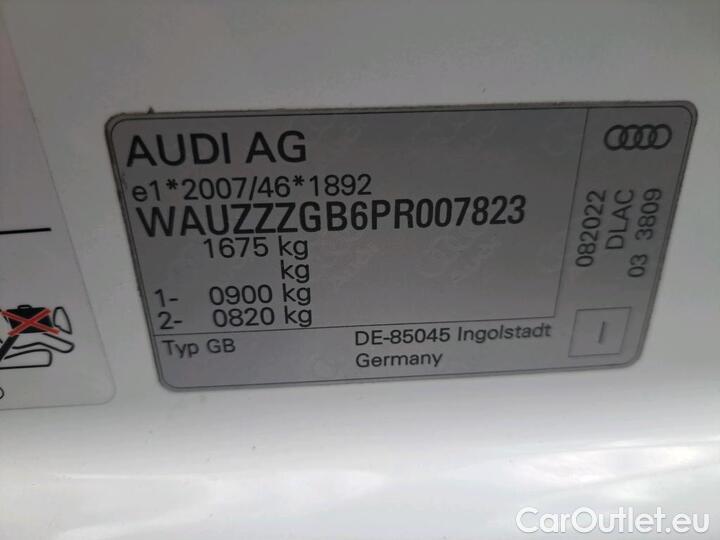 AUDI AG
e1*2007/46*1892
WAUZZZGB6PR007823
1675 kg
kg
1- 0900 kg
2- 0820 kg
Typ GB
DE-85045 Ingolstadt
Germany
082022
DLAC
03 3809
CarOutlet.eu